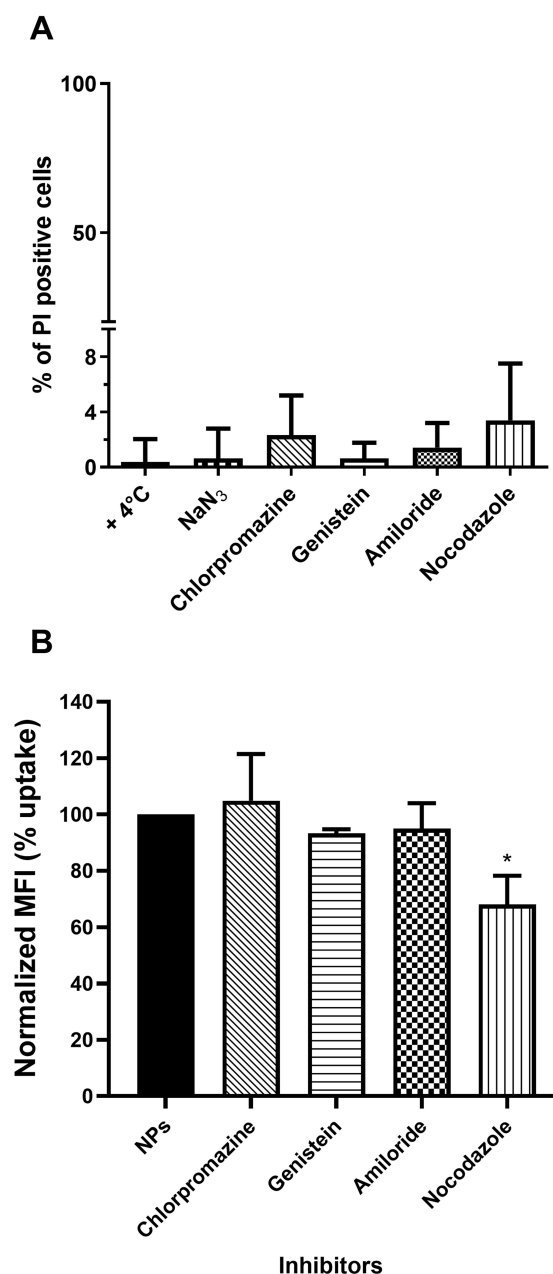 A
% of PI positive cells
100
50
8
4
0
+ 4°C
NaN₃
Chlorpromazine
Genistein
Amiloride
Nocodazole
B
Normalized MFI (% uptake)
140
120
100
80
60
40
20
0
*
NPs
Chlorpromazine
Genistein
Amiloride
Nocodazole
Inhibitors